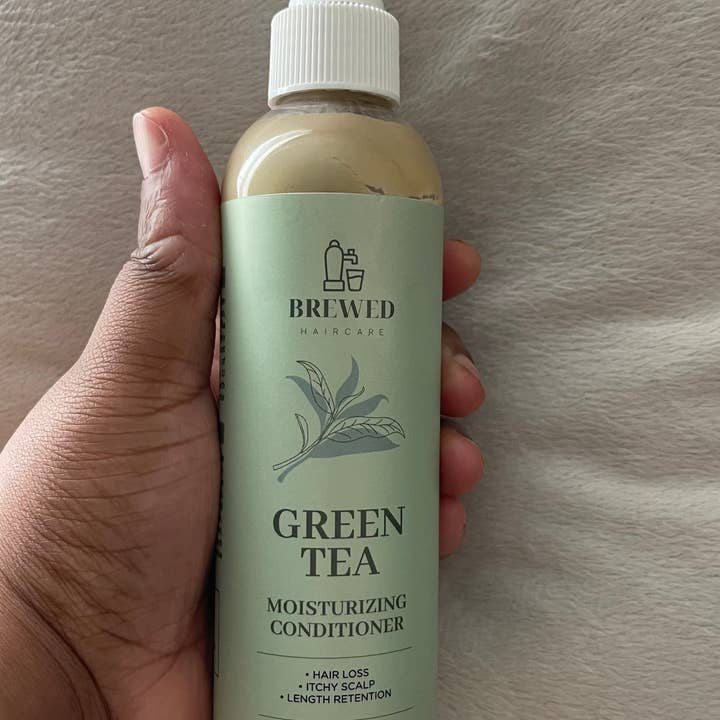 BREWED
HAIRCARE
GREEN
TEA
MOISTURIZING
CONDITIONER
• HAIR LOSS
• ITCHY SCALP
• LENGTH RETENTION